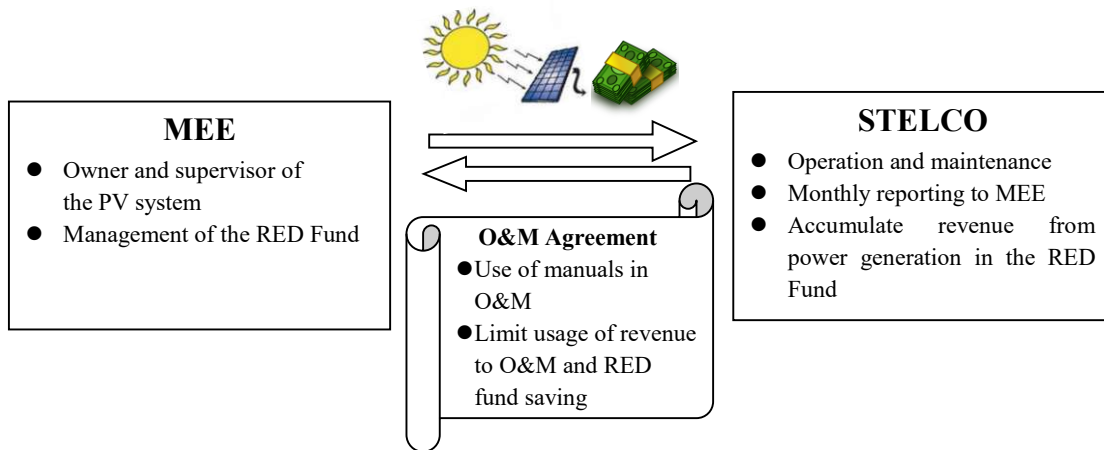 MEE
● Owner and supervisor of
the PV system
● Management of the RED Fund
O&M Agreement
●Use of manuals in
O&M
●Limit usage of revenue
to O&M and RED
fund saving
STELCO
● Operation and maintenance
● Monthly reporting to MEE
● Accumulate revenue from
power generation in the RED
Fund